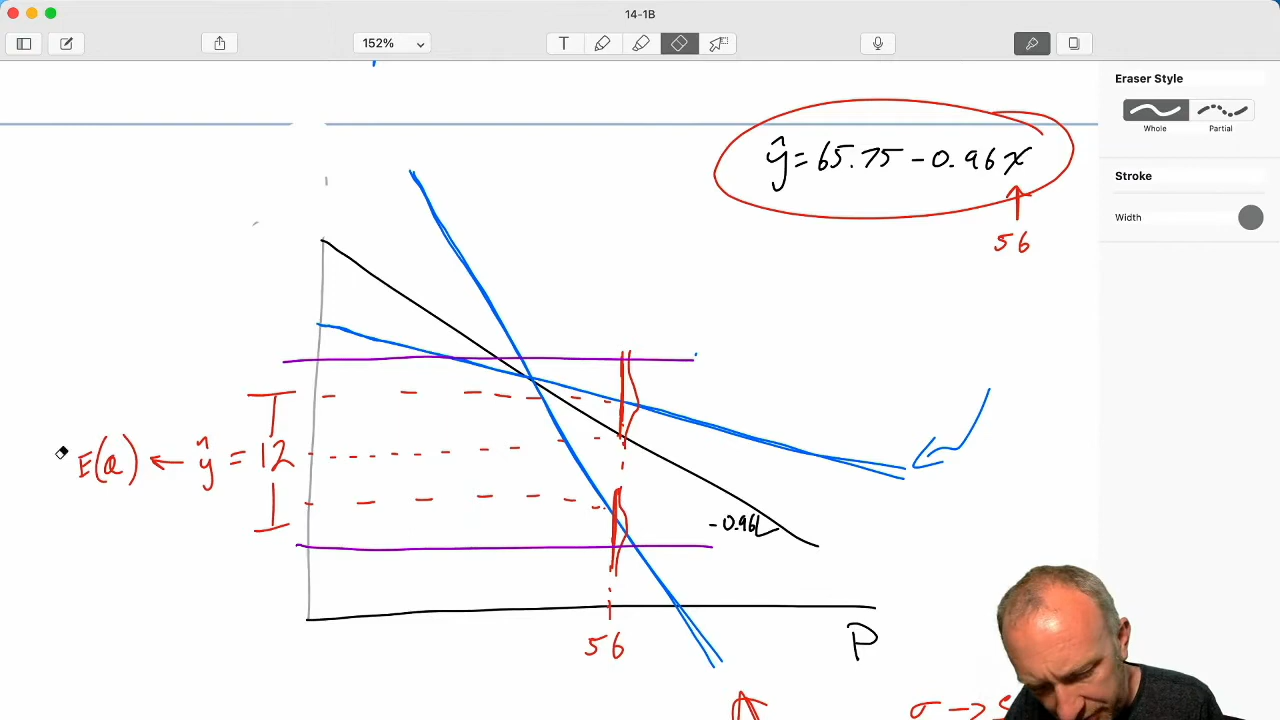 14-1B
152%
T
Eraser Style
Whole Partial
Stroke
Width
ŷ = 65.75 - 0.96x
56
E(Q) ← ŷ = 12
-0.96
56
P
σ → S